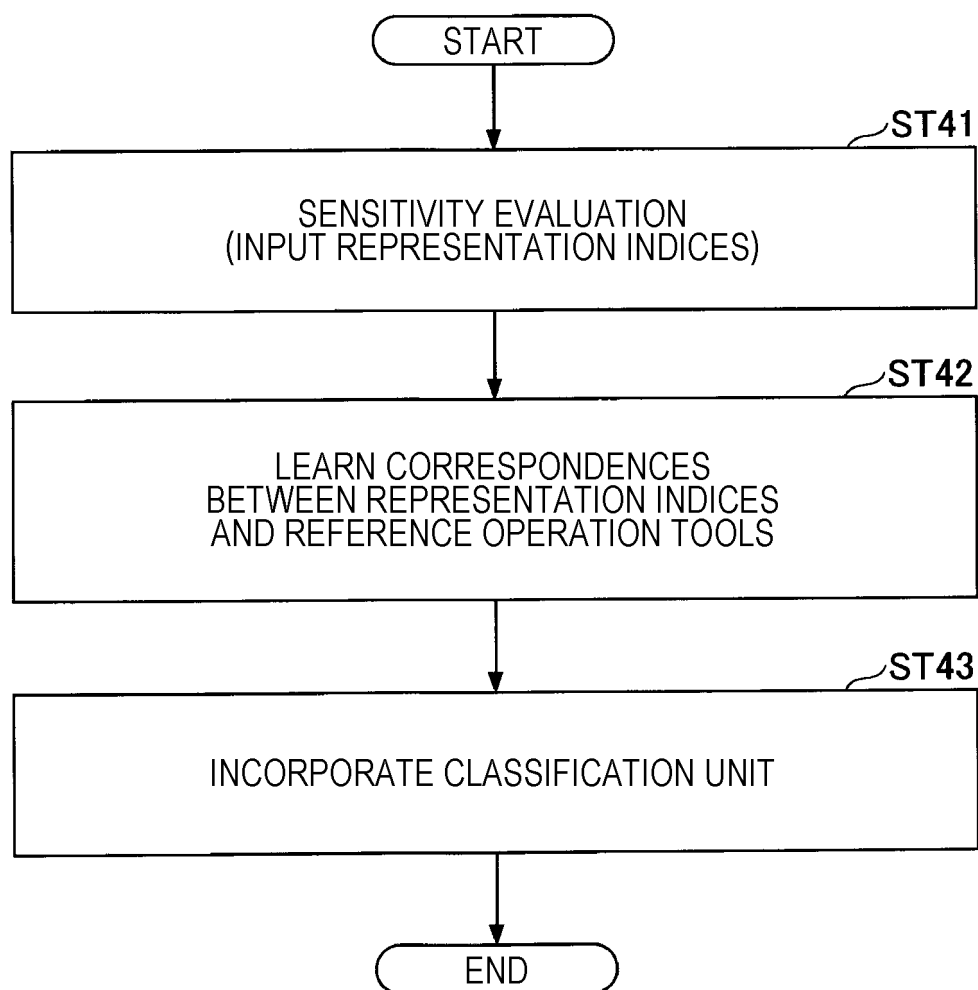 START
ST41
SENSITIVITY EVALUATION
(INPUT REPRESENTATION INDICES)
ST42
LEARN CORRESPONDENCES
BETWEEN REPRESENTATION INDICES
AND REFERENCE OPERATION TOOLS
ST43
INCORPORATE CLASSIFICATION UNIT
END